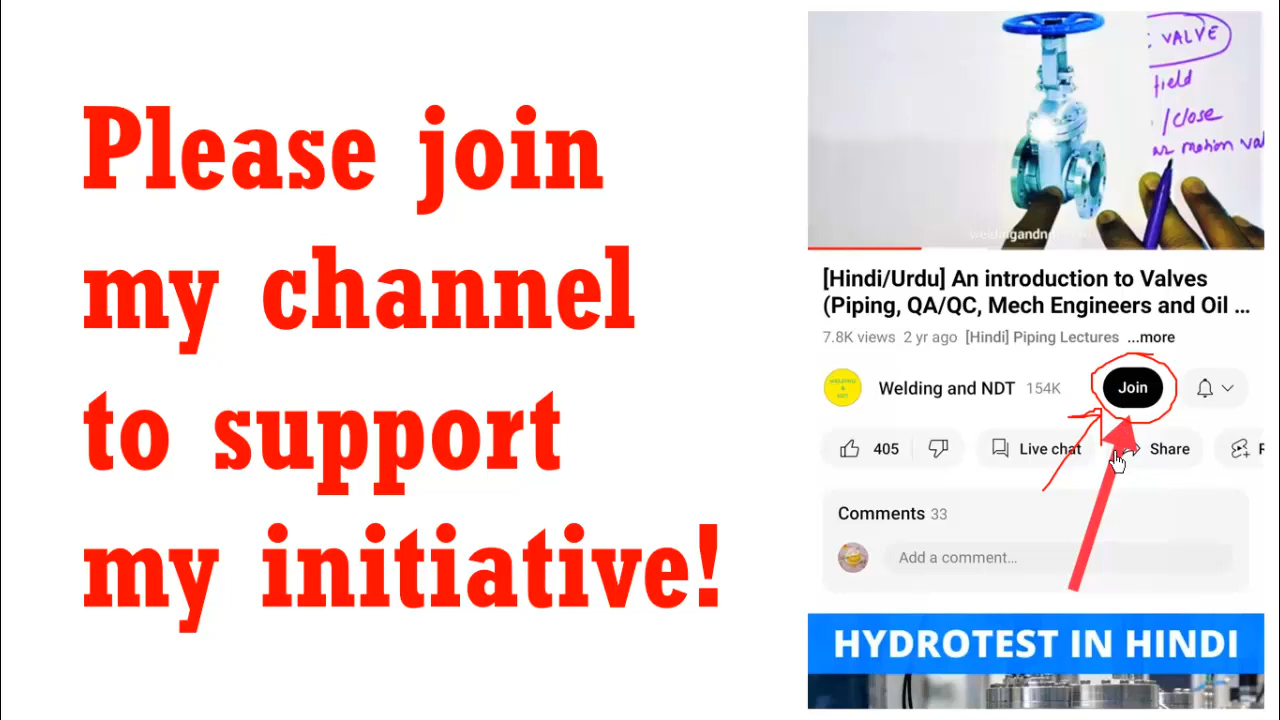 Please join
my channel
to support
my initiative!
VALVE
field
/close
motion
[Hindi/Urdu] An introduction to Valves
(Piping, QA/QC, Mech Engineers and Oil ...
7.8K views 2 yr ago [Hindi] Piping Lectures ...more
Welding and NDT 154K Join
405 Live chat Share
Comments 33
Add a comment...
HYDROTEST IN HINDI